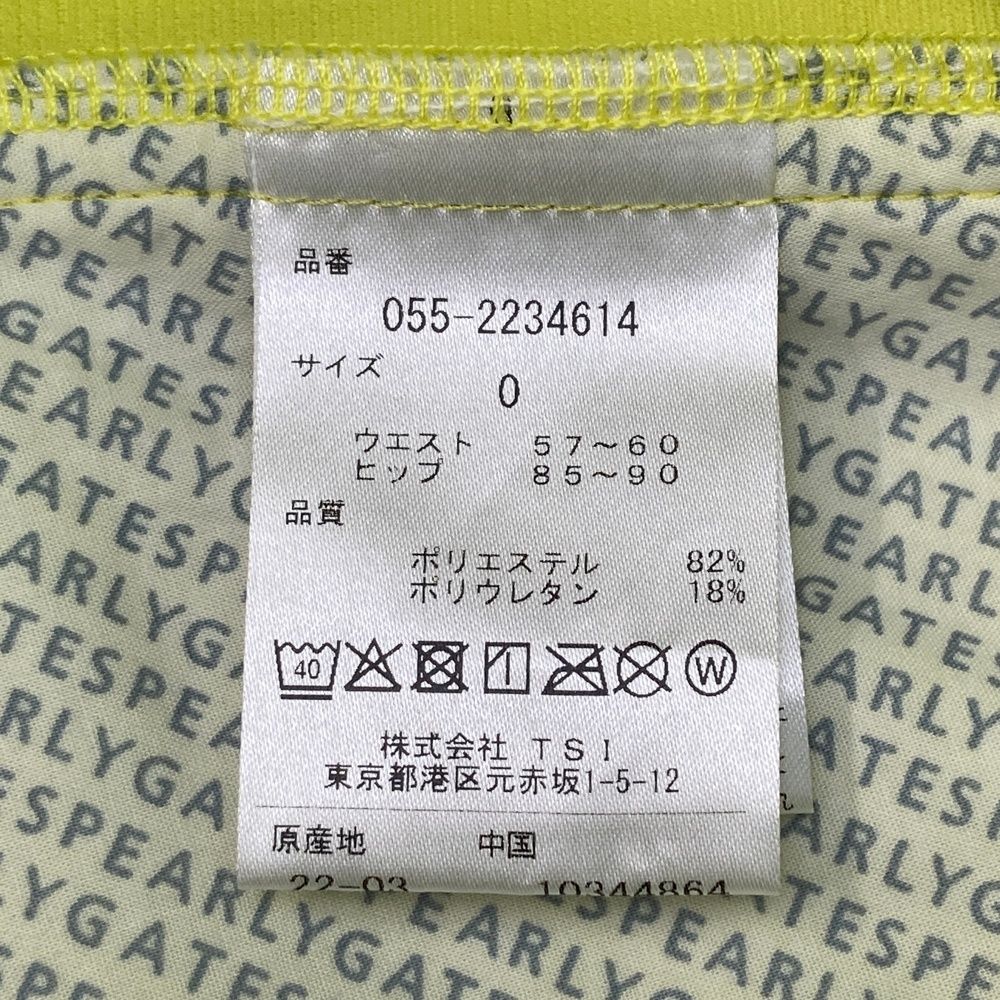 品番
055-2234614
サイズ
0
ウエスト 57〜60
ヒップ 85〜90
品質
ポリエステル 82%
ポリウレタン 18%
40
W
株式会社 TSI
東京都港区元赤坂1-5-12
原産地 中国
22-03 10344864
PEARLYGATES